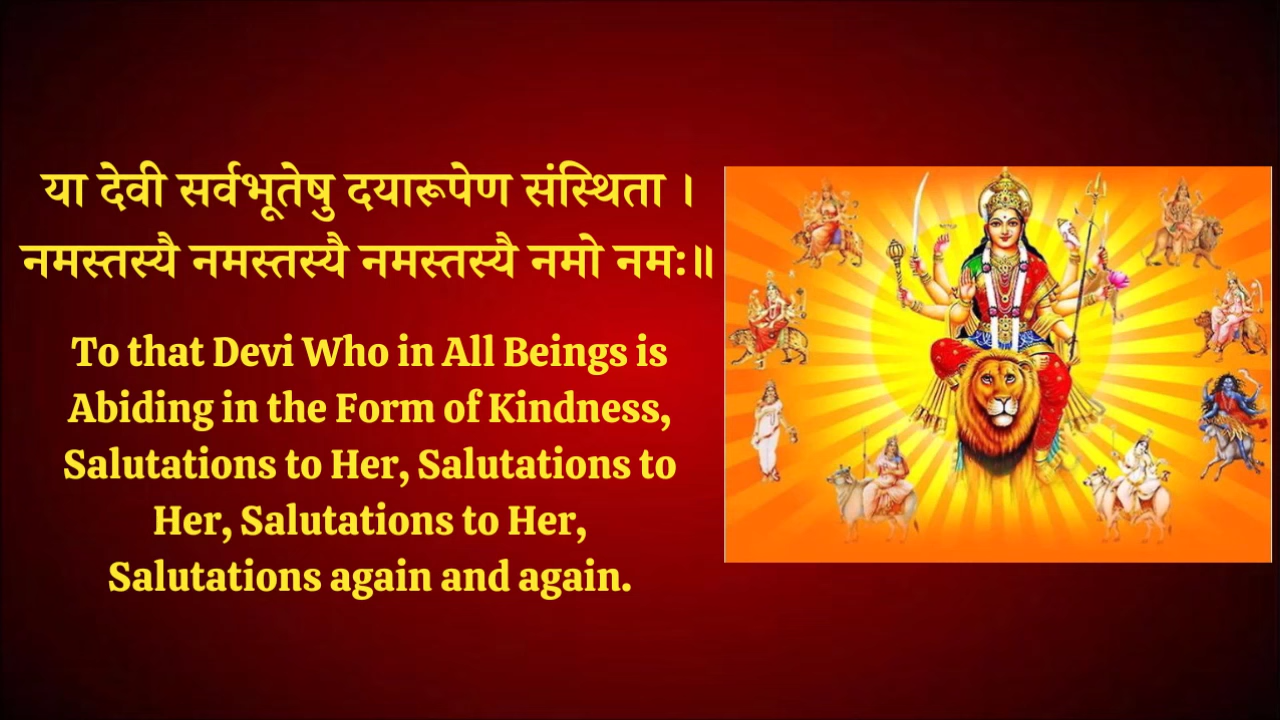 या देवी सर्वभूतेषु दयारूपेण संस्थिता ।
नमस्तस्यै नमस्तस्यै नमस्तस्यै नमो नमः॥
To that Devi Who in All Beings is
Abiding in the Form of Kindness,
Salutations to Her, Salutations to
Her, Salutations to Her,
Salutations again and again.